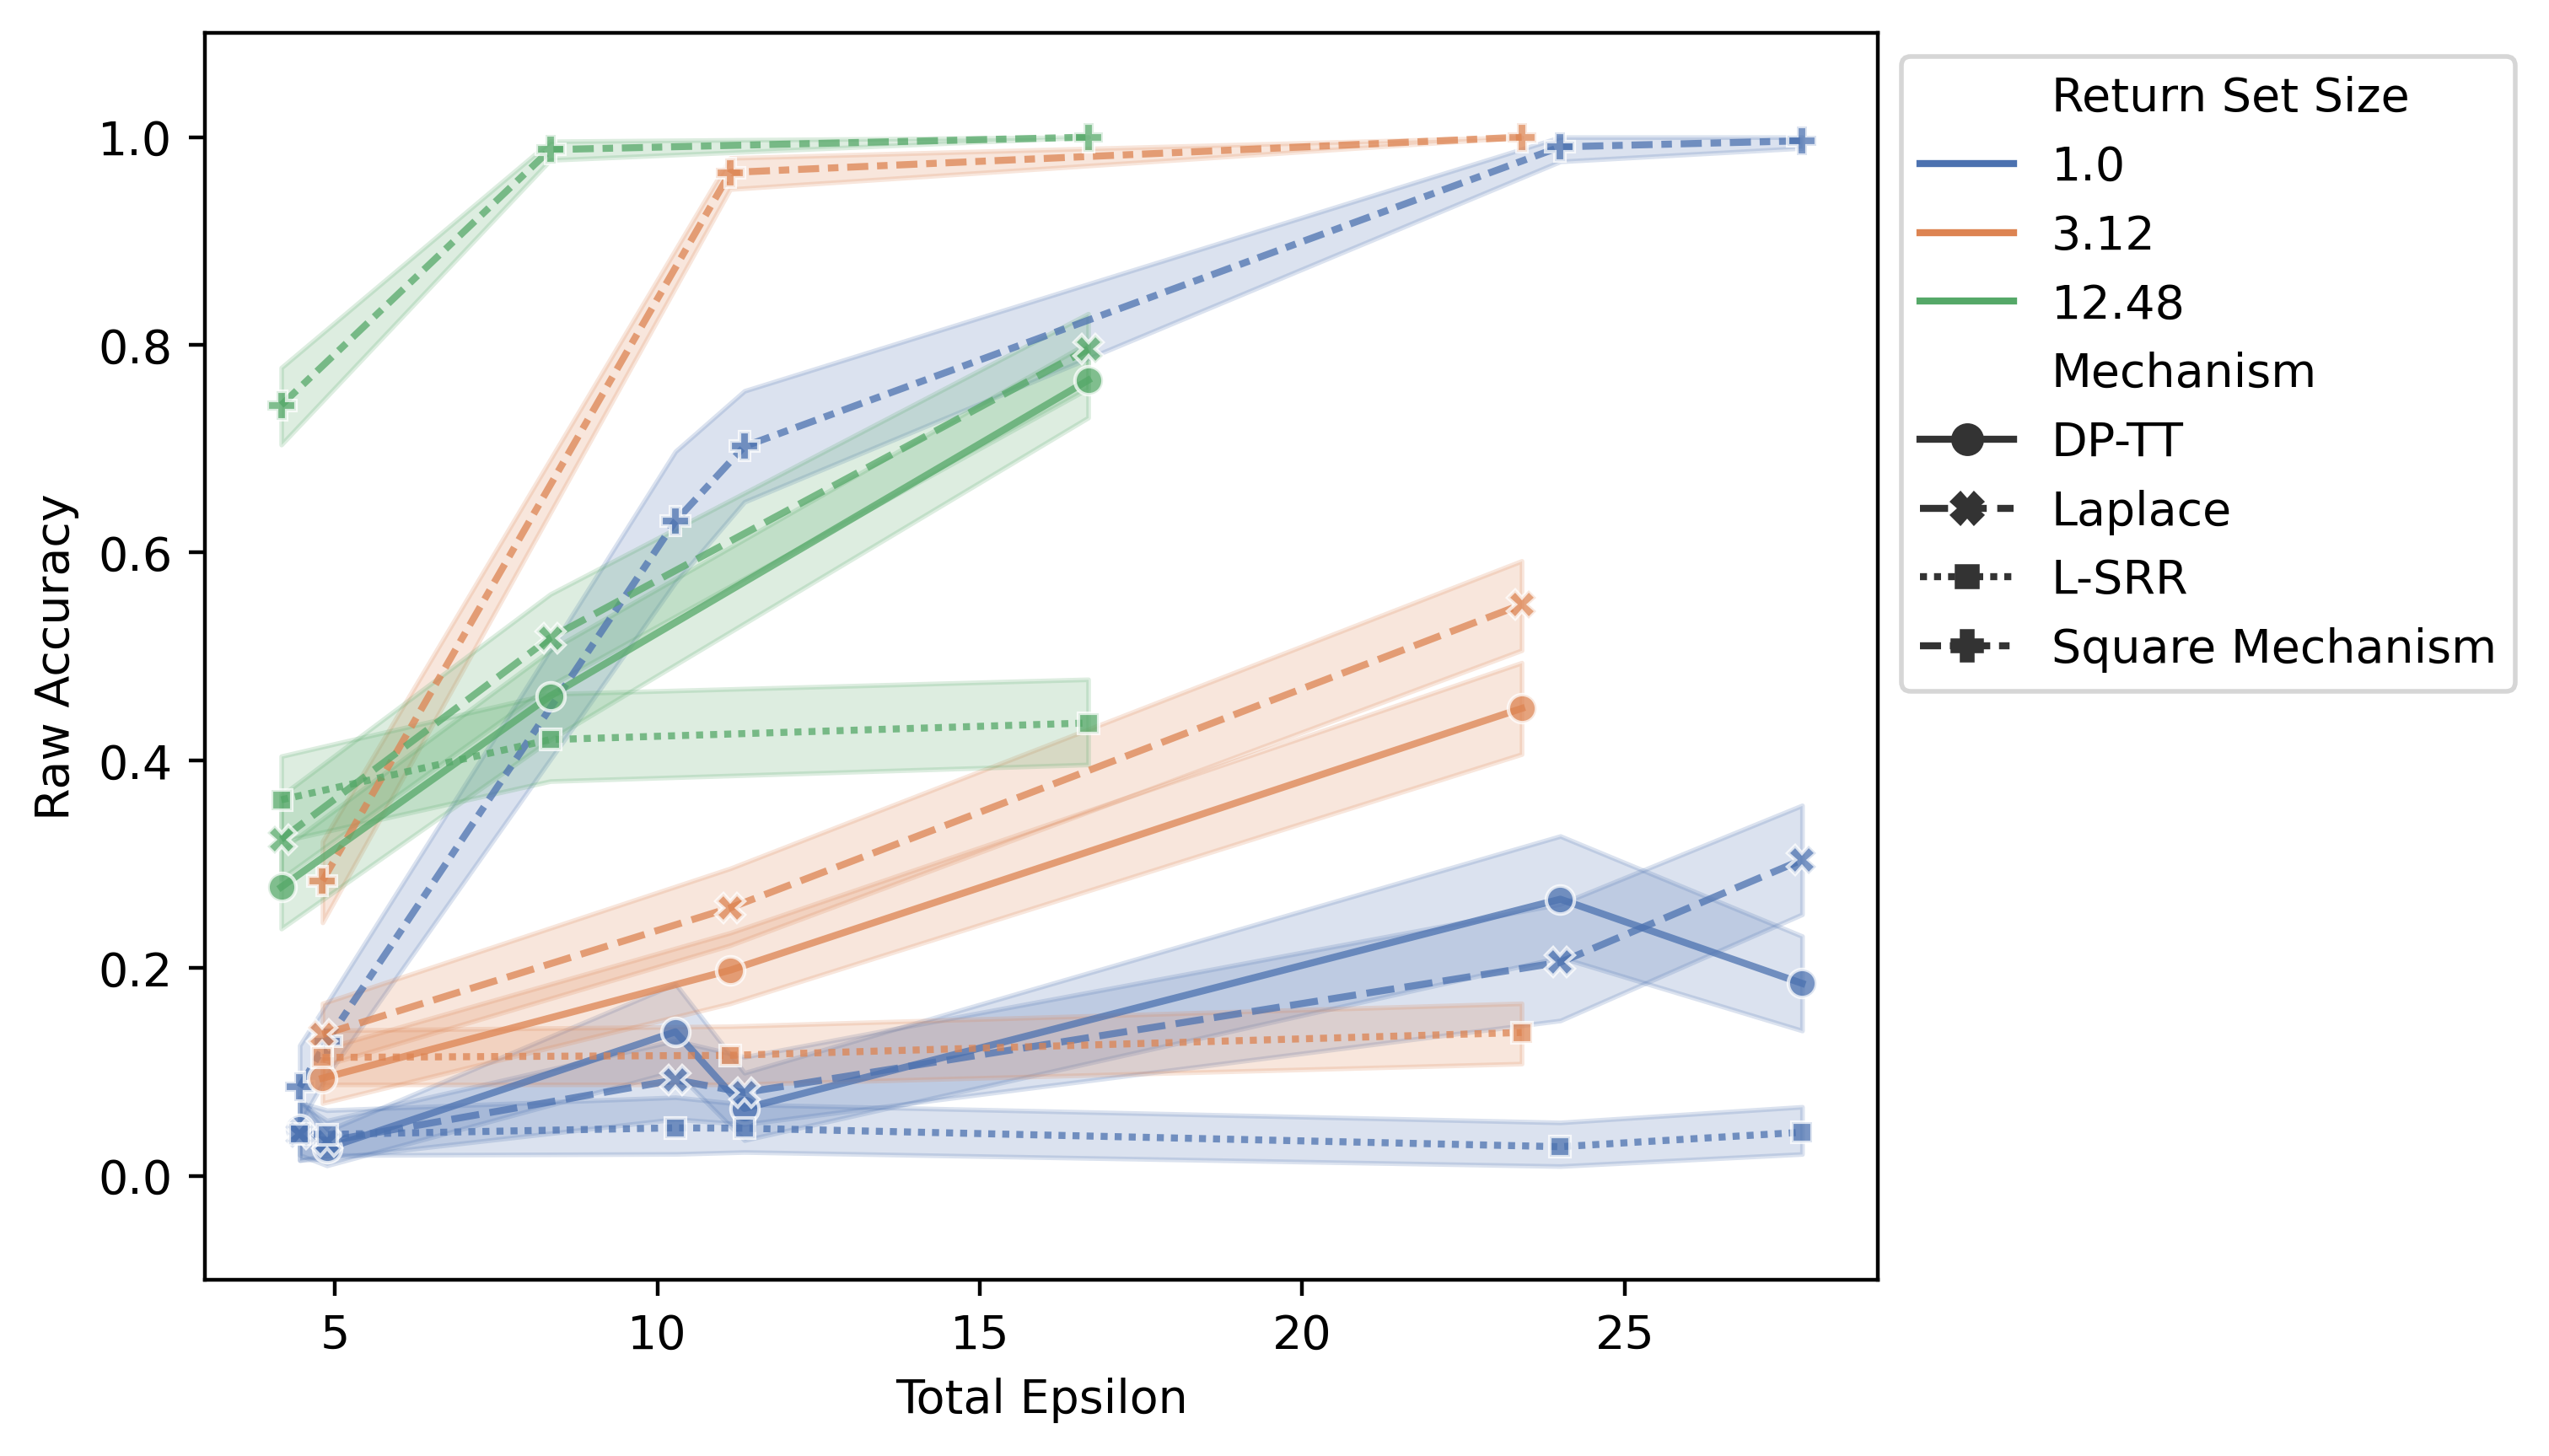 1.0
0.8
0.6
0.4
0.2
0.0
Raw Accuracy
5 10 15 20 25
Total Epsilon
Return Set Size
1.0
3.12
12.48
Mechanism
DP-TT
Laplace
L-SRR
Square Mechanism